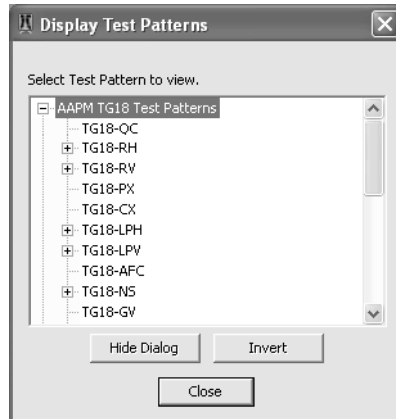 Display Test Patterns
Select Test Pattern to view.
AAPM TG18 Test Patterns
TG18-QC
TG18-RH
TG18-RV
TG18-PX
TG18-CX
TG18-LPH
TG18-LPV
TG18-AFC
TG18-NS
TG18-GV
Hide Dialog Invert
Close